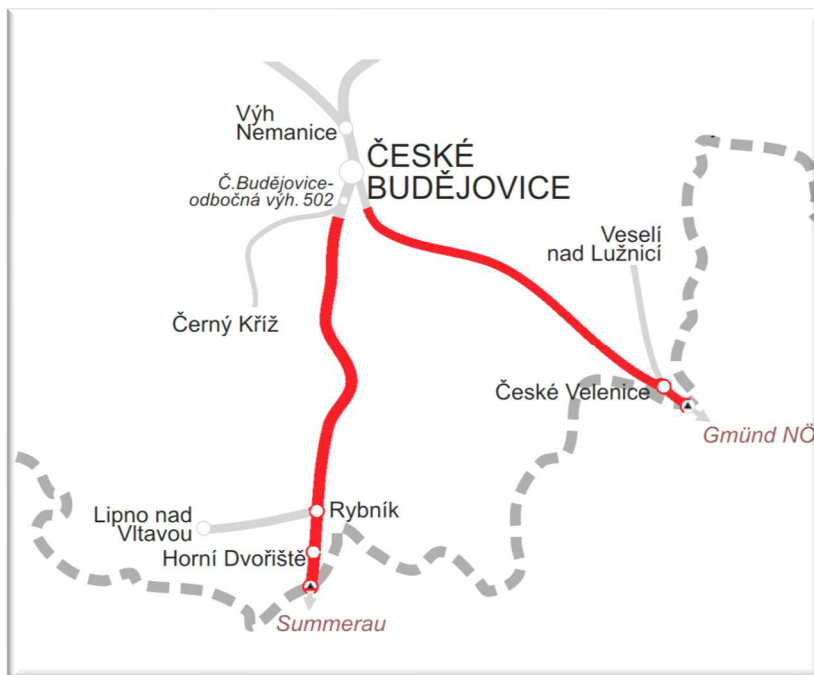 Výh
Nemanice
ČESKÉ
BUDĚJOVICE
Č.Budějovice-
odbočná výh. 502
Veselí
nad Lužnicí
Černý Kříž
České Velenice
Gmünd NÖ
Lipno nad
Vltavou
Rybník
Horní Dvořiště
Summerau